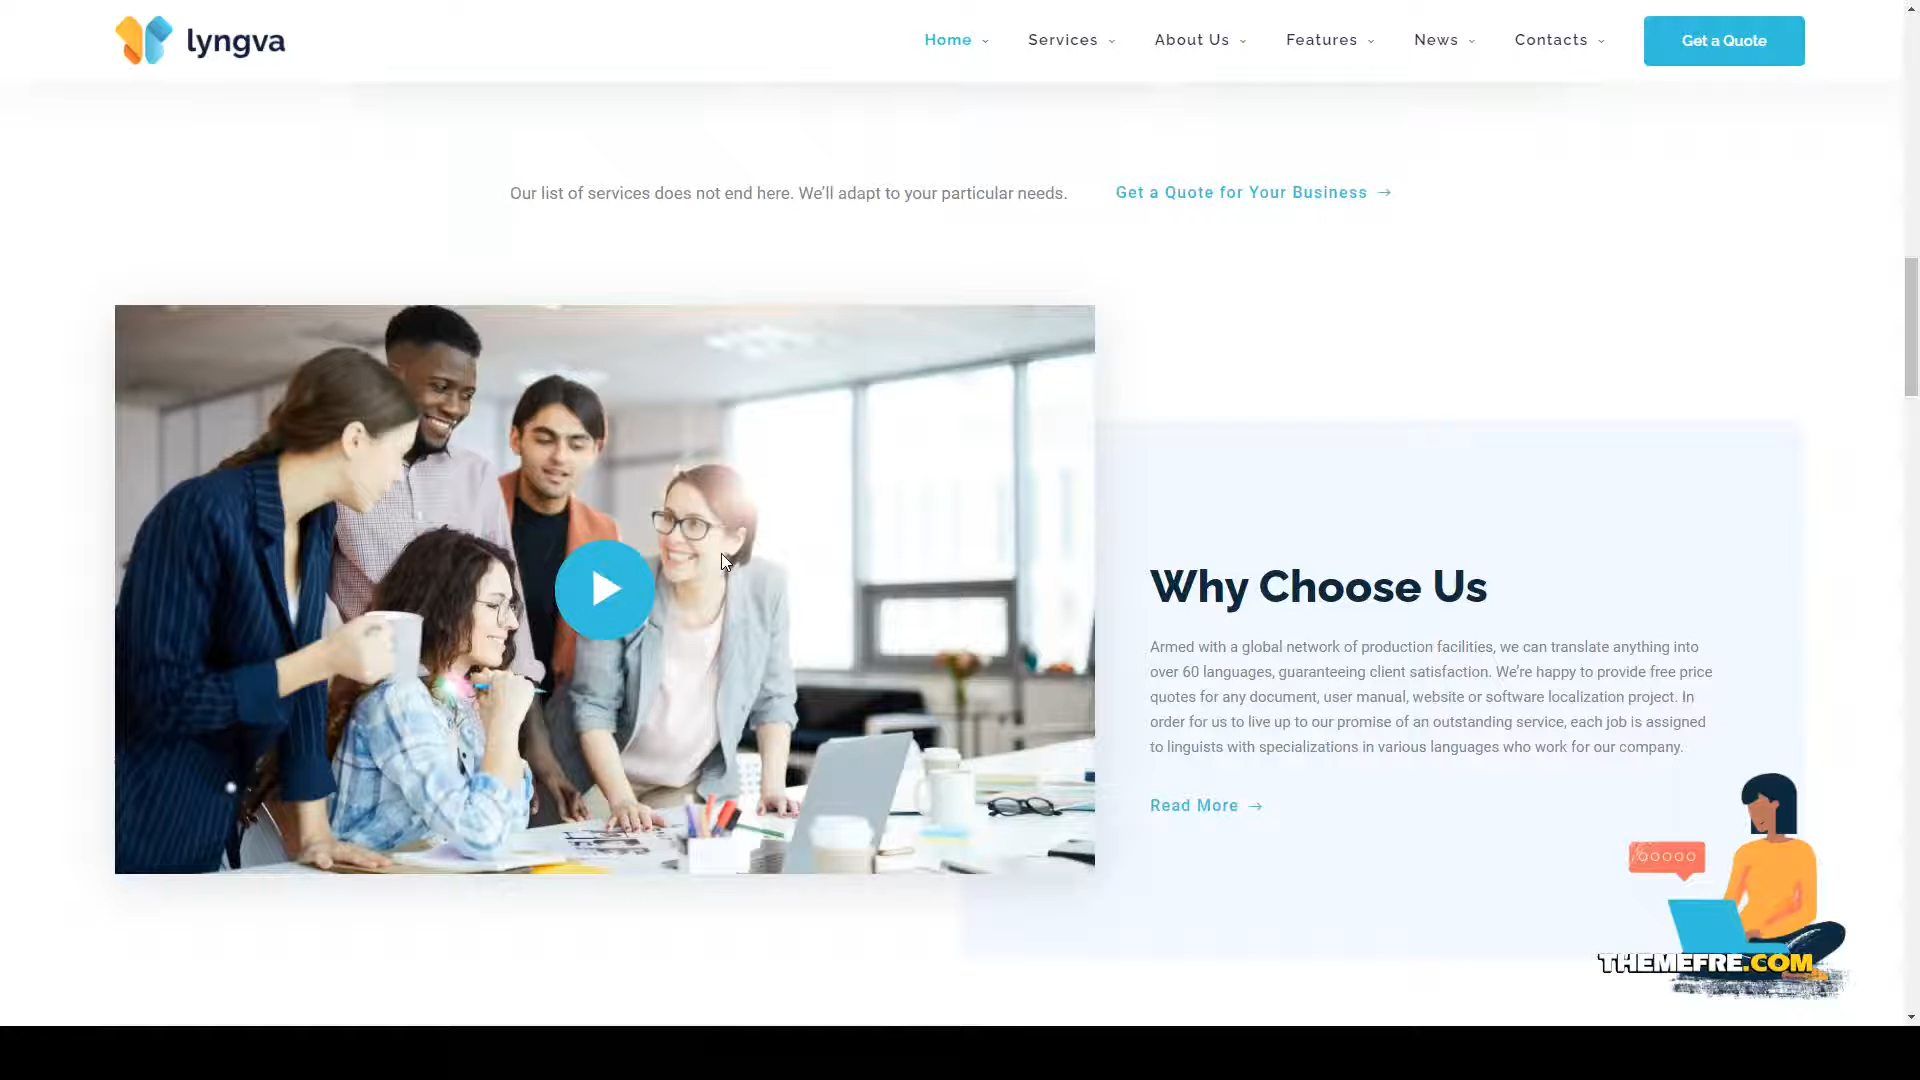 lyngva
Home
Services
About Us
Features
News
Contacts
Get a Quote
Our list of services does not end here. We’ll adapt to your particular needs.
Get a Quote for Your Business →
Why Choose Us
Armed with a global network of production facilities, we can translate anything into
over 60 languages, guaranteeing client satisfaction. We’re happy to provide free price
quotes for any document, user manual, website or software localization project. In
order for us to live up to our promise of an outstanding service, each job is assigned
to linguists with specializations in various languages who work for our company.
Read More →
THEMEFRE.COM